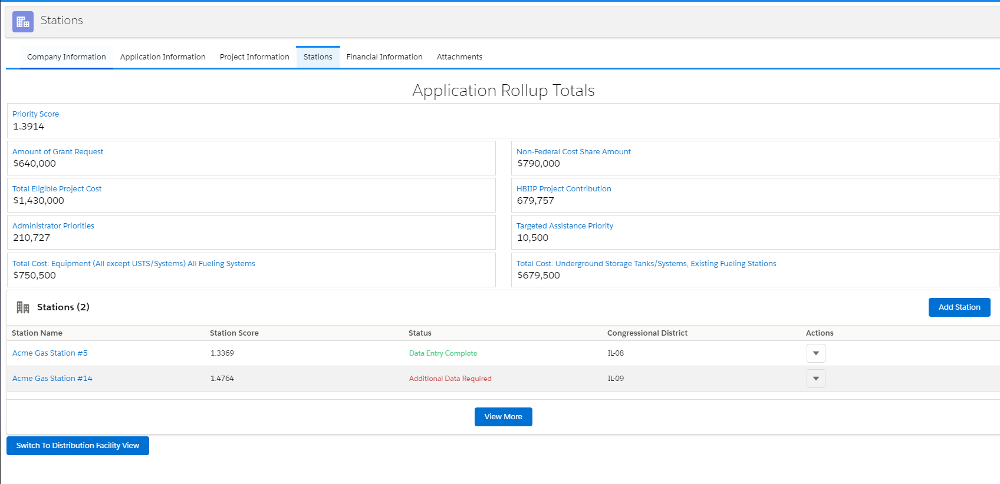 Stations
Company Information Application Information Project Information Stations Financial Information Attachments
Application Rollup Totals
Priority Score
1.3914
Amount of Grant Request
$640,000
Non-Federal Cost Share Amount
$790,000
Total Eligible Project Cost
$1,430,000
HBIIP Project Contribution
679,757
Administrator Priorities
210,727
Targeted Assistance Priority
10,500
Total Cost: Equipment (All except USTS/Systems) All Fueling Systems
$750,500
Total Cost: Underground Storage Tanks/Systems, Existing Fueling Stations
$679,500
Stations (2)
Add Station
Station Name Station Score Status Congressional District Actions
Acme Gas Station #5 1.3369 Data Entry Complete IL-08
Acme Gas Station #14 1.4764 Additional Data Required IL-09
View More
Switch To Distribution Facility View